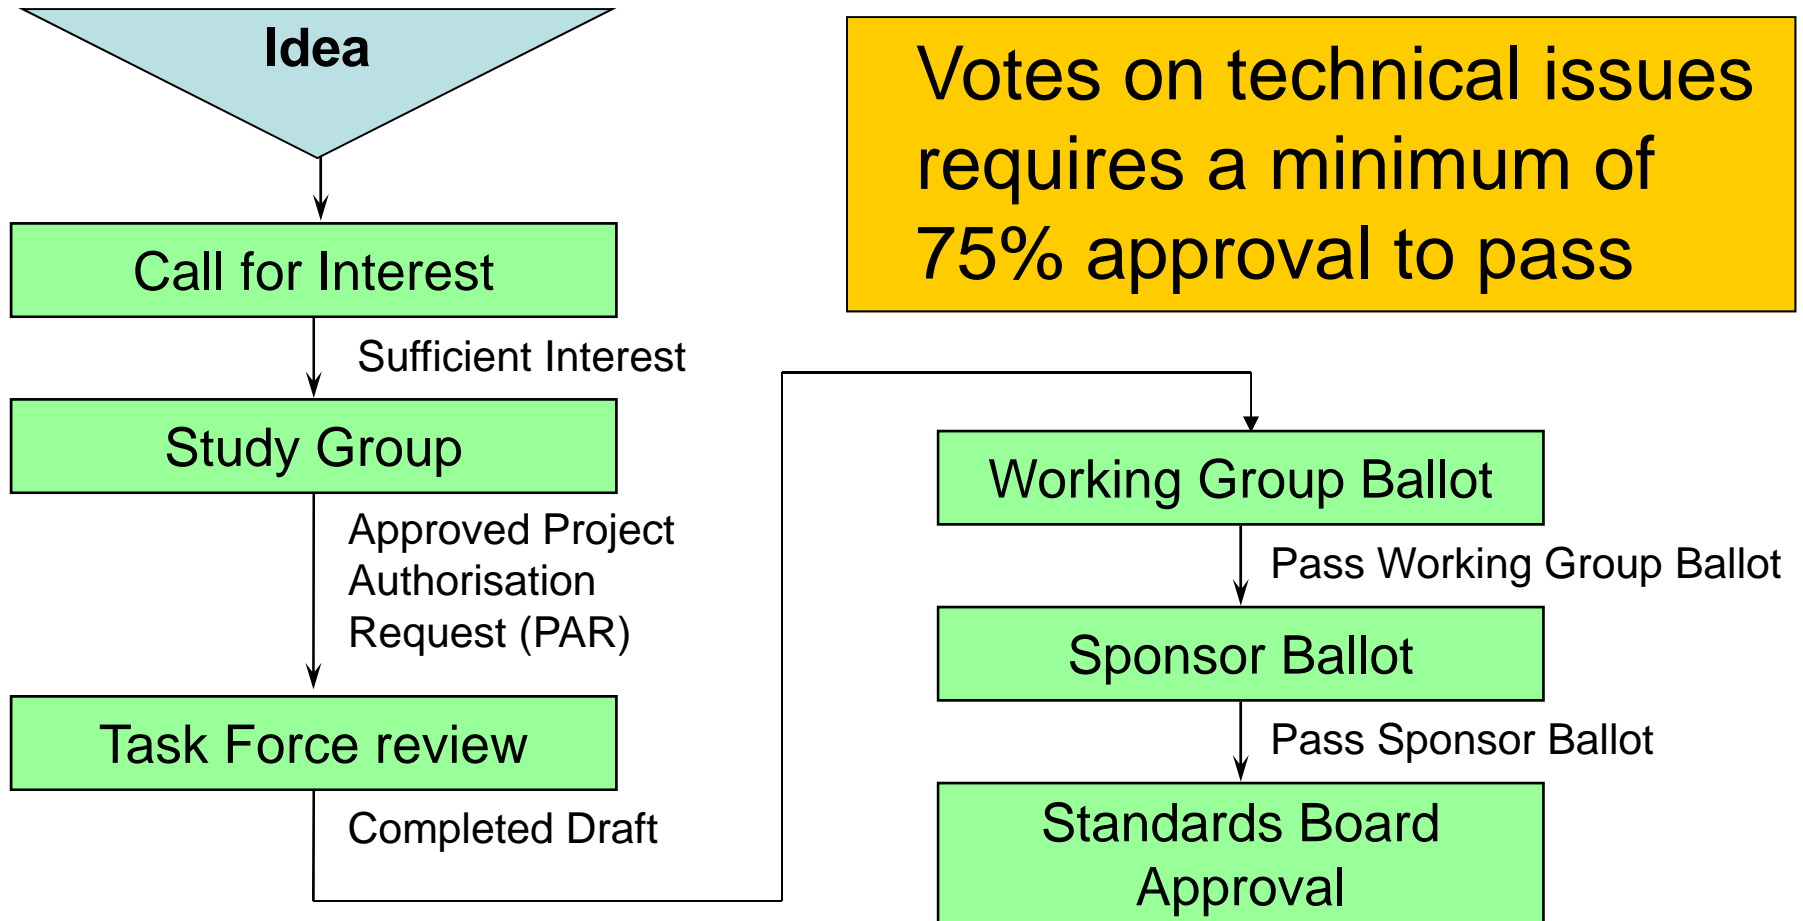 Idea
Call for Interest
Sufficient Interest
Study Group
Approved Project
Authorisation
Request (PAR)
Task Force review
Completed Draft
Votes on technical issues
requires a minimum of
75% approval to pass
Working Group Ballot
Pass Working Group Ballot
Sponsor Ballot
Pass Sponsor Ballot
Standards Board
Approval